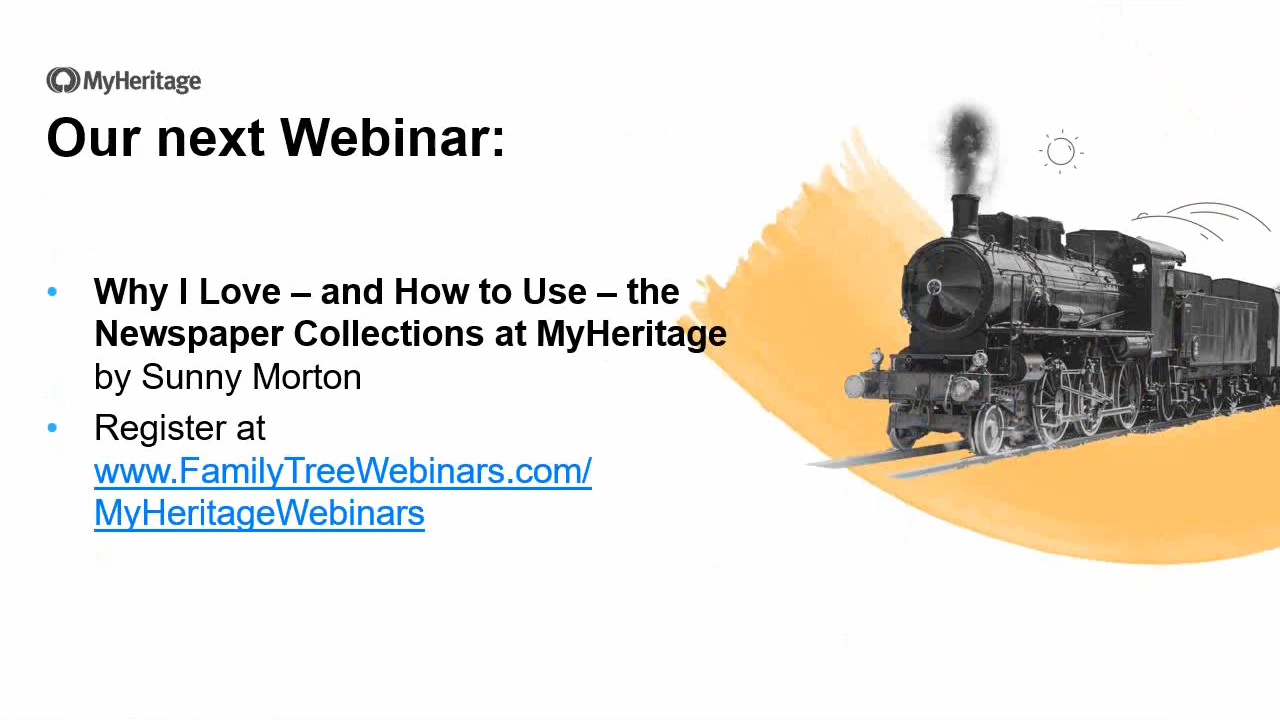 MyHeritage
Our next Webinar:
• Why I Love – and How to Use – the
Newspaper Collections at MyHeritage
by Sunny Morton
• Register at
www.FamilyTreeWebinars.com/
MyHeritageWebinars